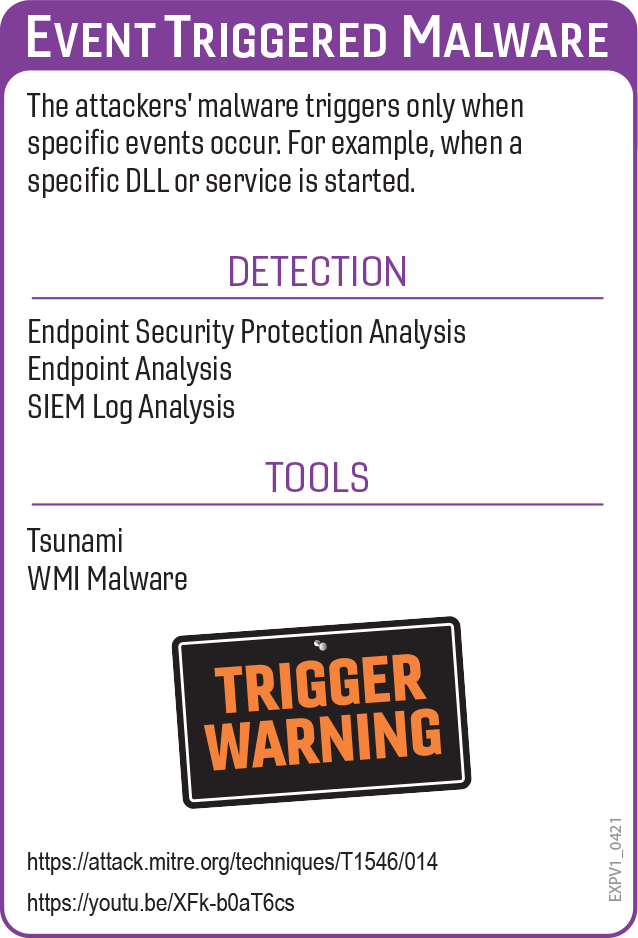 EVENT TRIGGERED MALWARE
The attackers' malware triggers only when
specific events occur. For example, when a
specific DLL or service is started.
DETECTION
Endpoint Security Protection Analysis
Endpoint Analysis
SIEM Log Analysis
TOOLS
Tsunami
WMI Malware
TRIGGER
WARNING
https://attack.mitre.org/techniques/T1546/014
https://youtu.be/XFk-b0aT6cs
EXPV1_0421